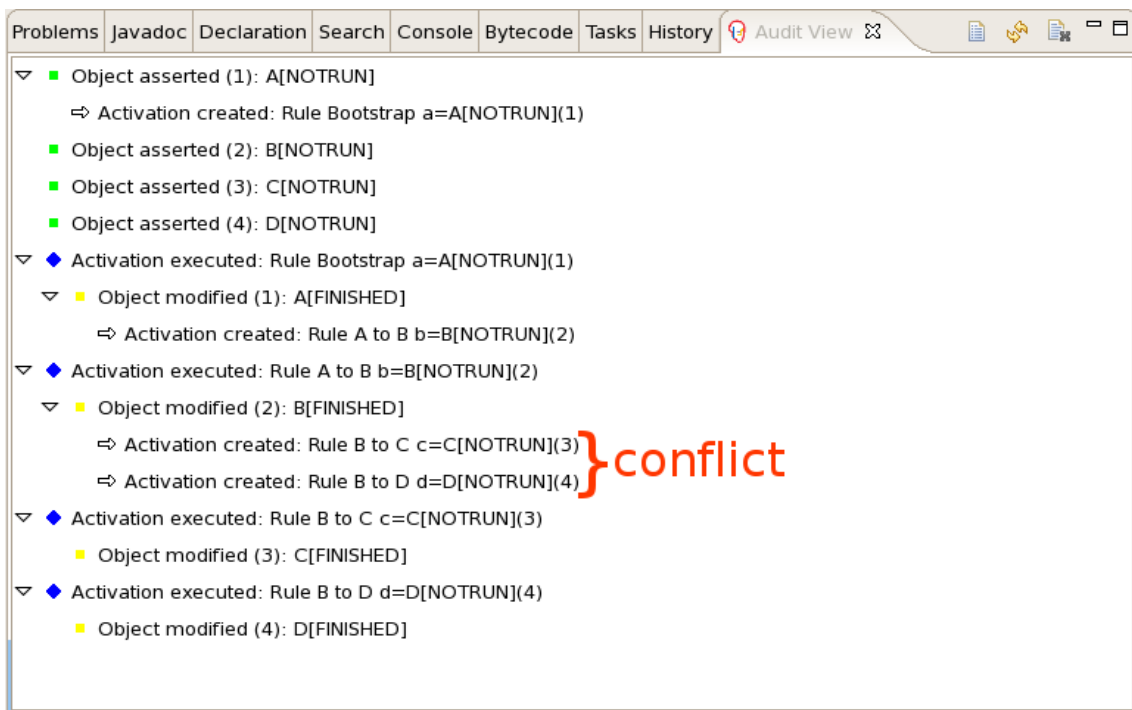 Problems Javadoc Declaration Search Console Bytecode Tasks History Audit View
Object asserted (1): A[NOTRUN]
Activation created: Rule Bootstrap a=A[NOTRUN](1)
Object asserted (2): B[NOTRUN]
Object asserted (3): C[NOTRUN]
Object asserted (4): D[NOTRUN]
Activation executed: Rule Bootstrap a=A[NOTRUN](1)
Object modified (1): A[FINISHED]
Activation created: Rule A to B b=B[NOTRUN](2)
Activation executed: Rule A to B b=B[NOTRUN](2)
Object modified (2): B[FINISHED]
Activation created: Rule B to C c=C[NOTRUN](3)
Activation created: Rule B to D d=D[NOTRUN](4)
} conflict
Activation executed: Rule B to C c=C[NOTRUN](3)
Object modified (3): C[FINISHED]
Activation executed: Rule B to D d=D[NOTRUN](4)
Object modified (4): D[FINISHED]